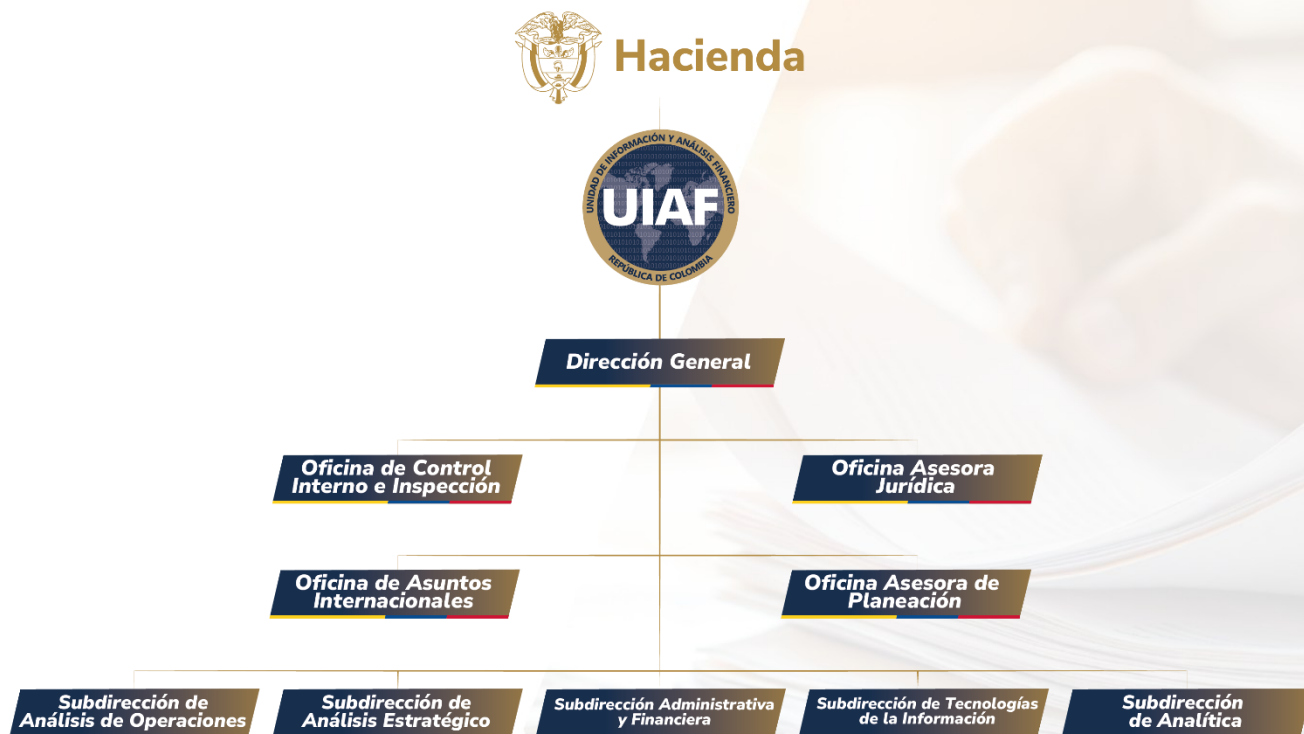 Hacienda
UNIDAD DE INFORMACIÓN Y ANÁLISIS FINANCIERO
UIAF
REPÚBLICA DE COLOMBIA
Dirección General
Oficina de Control
Interno e Inspección
Oficina Asesora
Jurídica
Oficina de Asuntos
Internacionales
Oficina Asesora de
Planeación
Subdirección de
Análisis de Operaciones
Subdirección de
Análisis Estratégico
Subdirección Administrativa
y Financiera
Subdirección de Tecnologías
de la Información
Subdirección
de Analítica